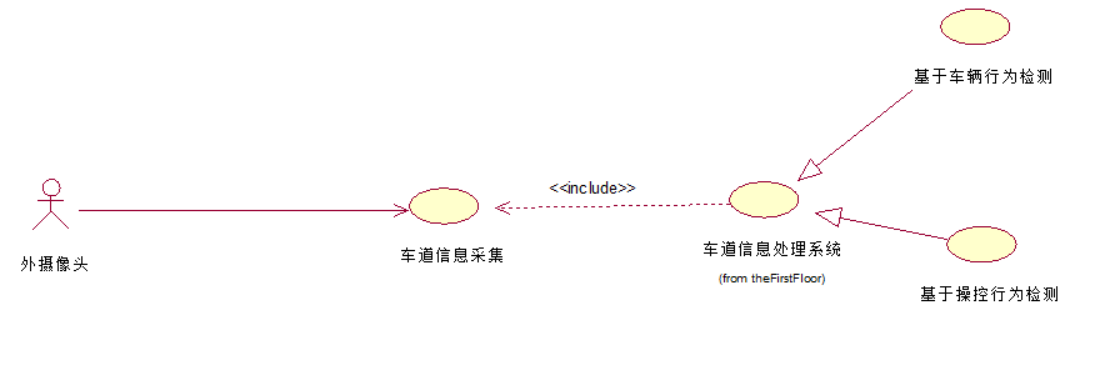 基于车辆行为检测
<<include>>
外摄像头
车道信息采集
车道信息处理系统
(from theFirstFloor)
基于操控行为检测